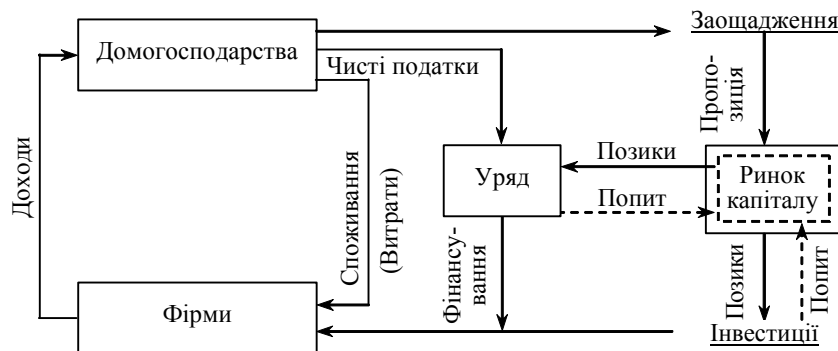 Заощадження
Домогосподарства
Чисті податки
Пропо-
зиція
Доходи
Споживання
(Витрати)
Уряд
Позики
Попит
Ринок
капіталу
Фінансу-
вання
Позики
Попит
Фірми
Інвестиції